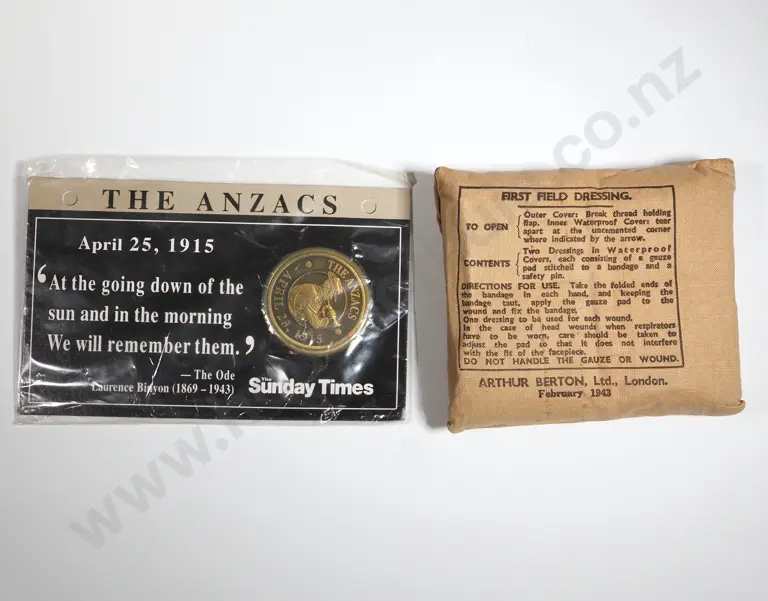 THE ANZACS
April 25, 1915
‘At the going down of the
sun and in the morning
We will remember them.’
— The Ode
Laurence Binyon (1869 – 1943)
THE ANZACS
1915
Sunday Times
FIRST FIELD DRESSING.
TO OPEN
Outer Cover: Break thread holding
flap. Inner Waterproof Cover: tear
apart at the uncemented corner
where indicated by the arrow.
CONTENTS
Two Dressings in Waterproof
Covers, each consisting of a gauze
pad stitched to a bandage and a
safety pin.
DIRECTIONS FOR USE. Take the folded ends of
the bandage in each hand, and keeping the
bandage taut, apply the gauze pad to the
wound and fix the bandage.
One dressing to be used for each wound.
In the case of head wounds when respirators
have to be worn, care should be taken to
adjust the pad so that it does not interfere
with the fit of the facepiece.
DO NOT HANDLE THE GAUZE OR WOUND.
ARTHUR BERTON, Ltd., London.
February 1943